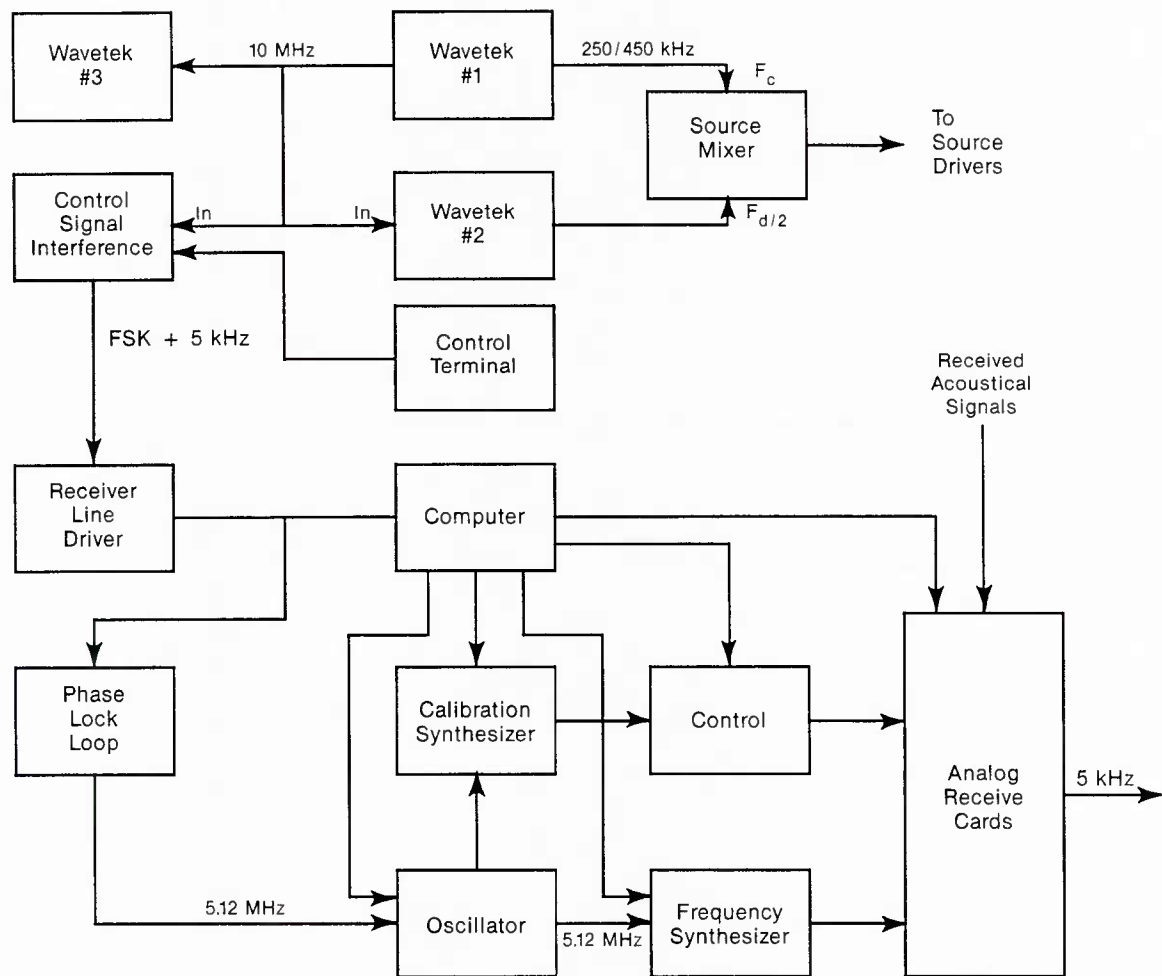 Wavetek
#3
10 MHz
Wavetek
#1
250/450 kHz
F_c
Source
Mixer
To
Source
Drivers
Control
Signal
Interference
In
In
Wavetek
#2
F_d/2
FSK + 5 kHz
Control
Terminal
Received
Acoustical
Signals
Receiver
Line
Driver
Computer
Phase
Lock
Loop
Calibration
Synthesizer
Control
Analog
Receive
Cards
5 kHz
5.12 MHz
Oscillator
5.12 MHz
Frequency
Synthesizer